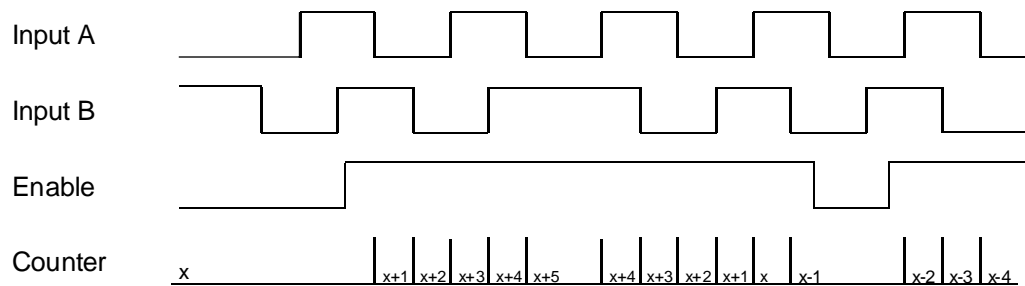 Input A
Input B
Enable
Counter
x x+1 x+2 x+3 x+4 x+5 x+4 x+3 x+2 x+1 x x-1 x-2 x-3 x-4